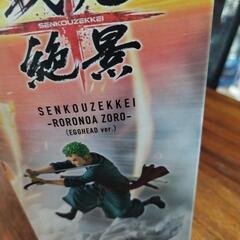 SENKOUZEKKEI
絶景
SENKOUZEKKEI
-RORONOA ZORO-
(EGGHEAD ver.)